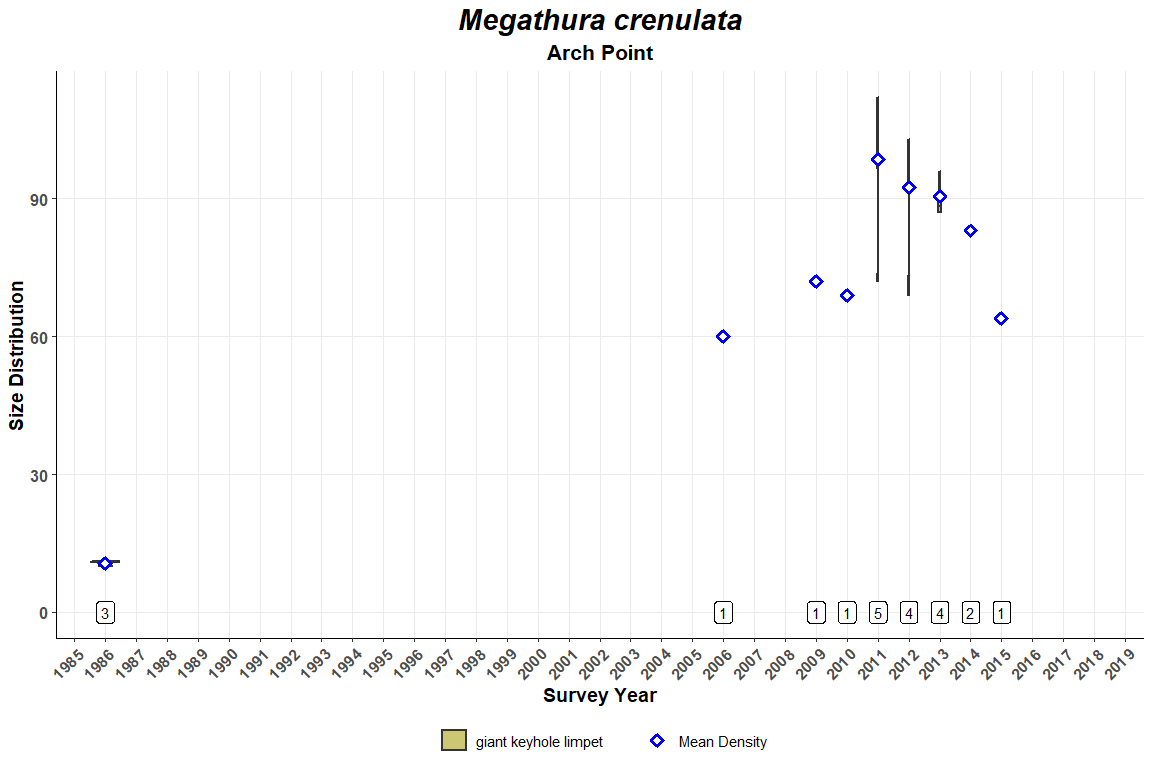 Megathura crenulata
Arch Point
Size Distribution
90
60
30
0
3 1 1 1 5 4 4 2 1
1985 1986 1987 1988 1989 1990 1991 1992 1993 1994 1995 1996 1997 1998 1999 2000 2001 2002 2003 2004 2005 2006 2007 2008 2009 2010 2011 2012 2013 2014 2015 2016 2017 2018 2019
Survey Year
giant keyhole limpet Mean Density